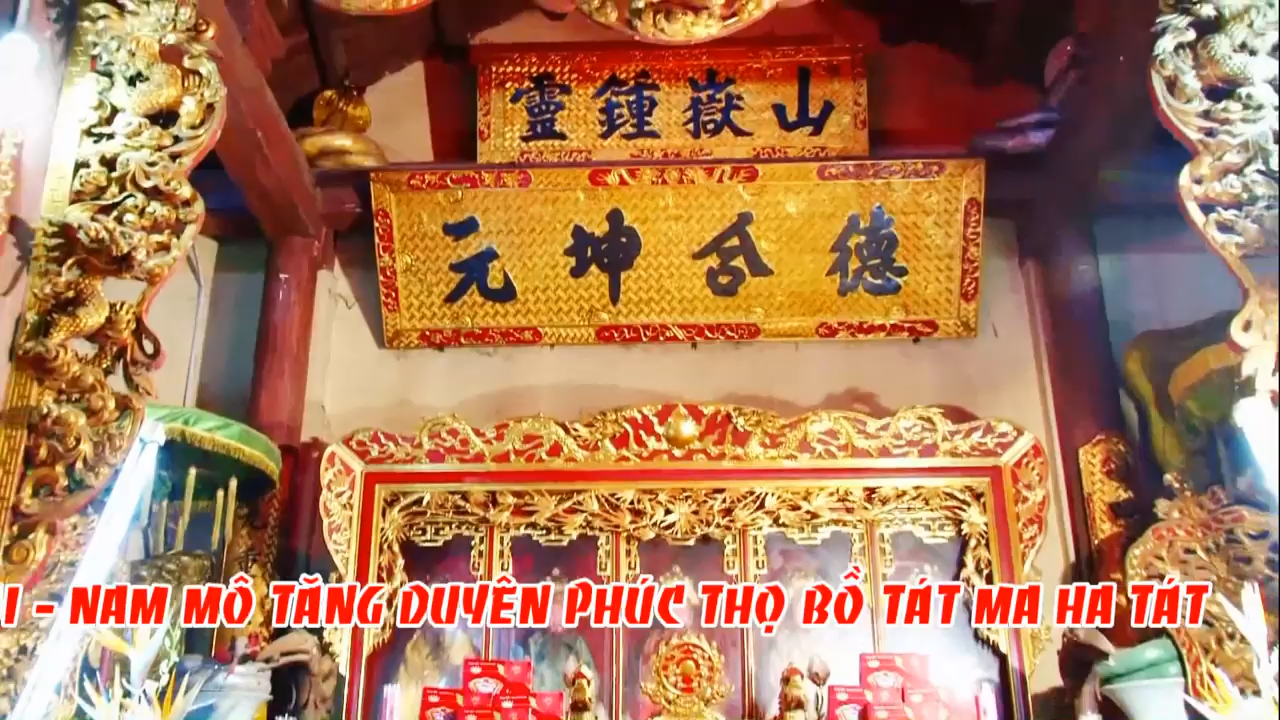 山嶽鍾靈
德合坤元
I - NAM MÔ TĂNG DUYÊN PHÚC THỌ BỒ TÁT MA HA TÁT